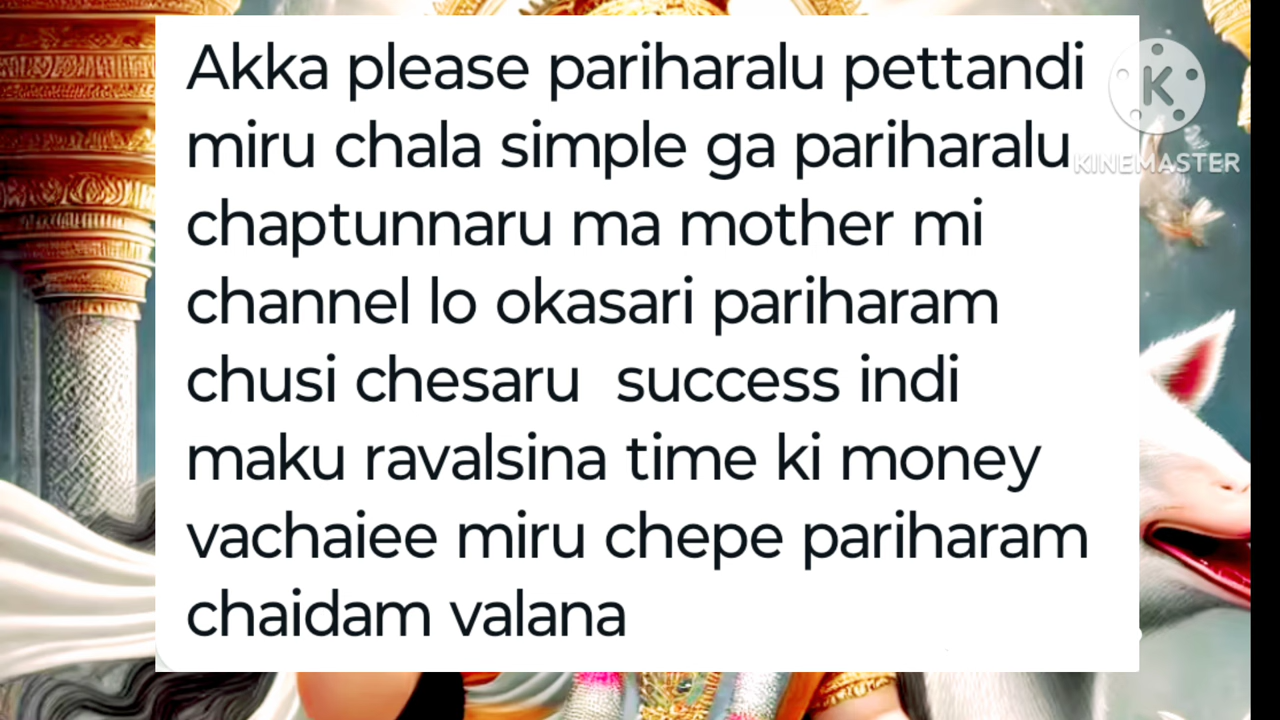 Akka please pariharalu pettandi
miru chala simple ga pariharalu
chaptunnaru ma mother mi
channel lo okasari pariharam
chusi chesaru  success indi
maku ravalsina time ki money
vachaiee miru chepe pariharam
chaidam valana
K
KINEMASTER